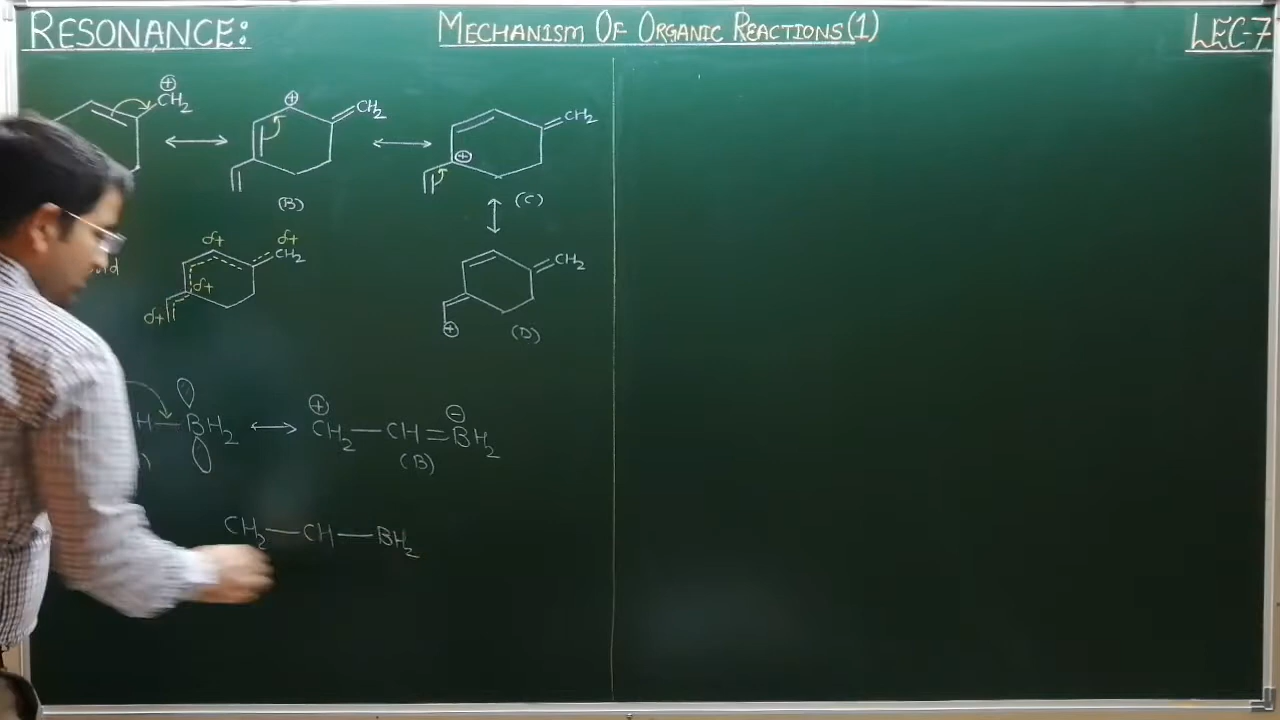 RESONANCE:
MECHANISM OF ORGANIC REACTIONS(1)
LEC-7
⊕
CH2
⊕
CH2
CH2
⊕
(B)
(C)
δ+
δ+
CH2
δ+
δ+
CH2
⊕
(D)
H—BH2 ⟷ CH2—CH=BH2
⊕
⊖
(B)
CH2—CH—BH2